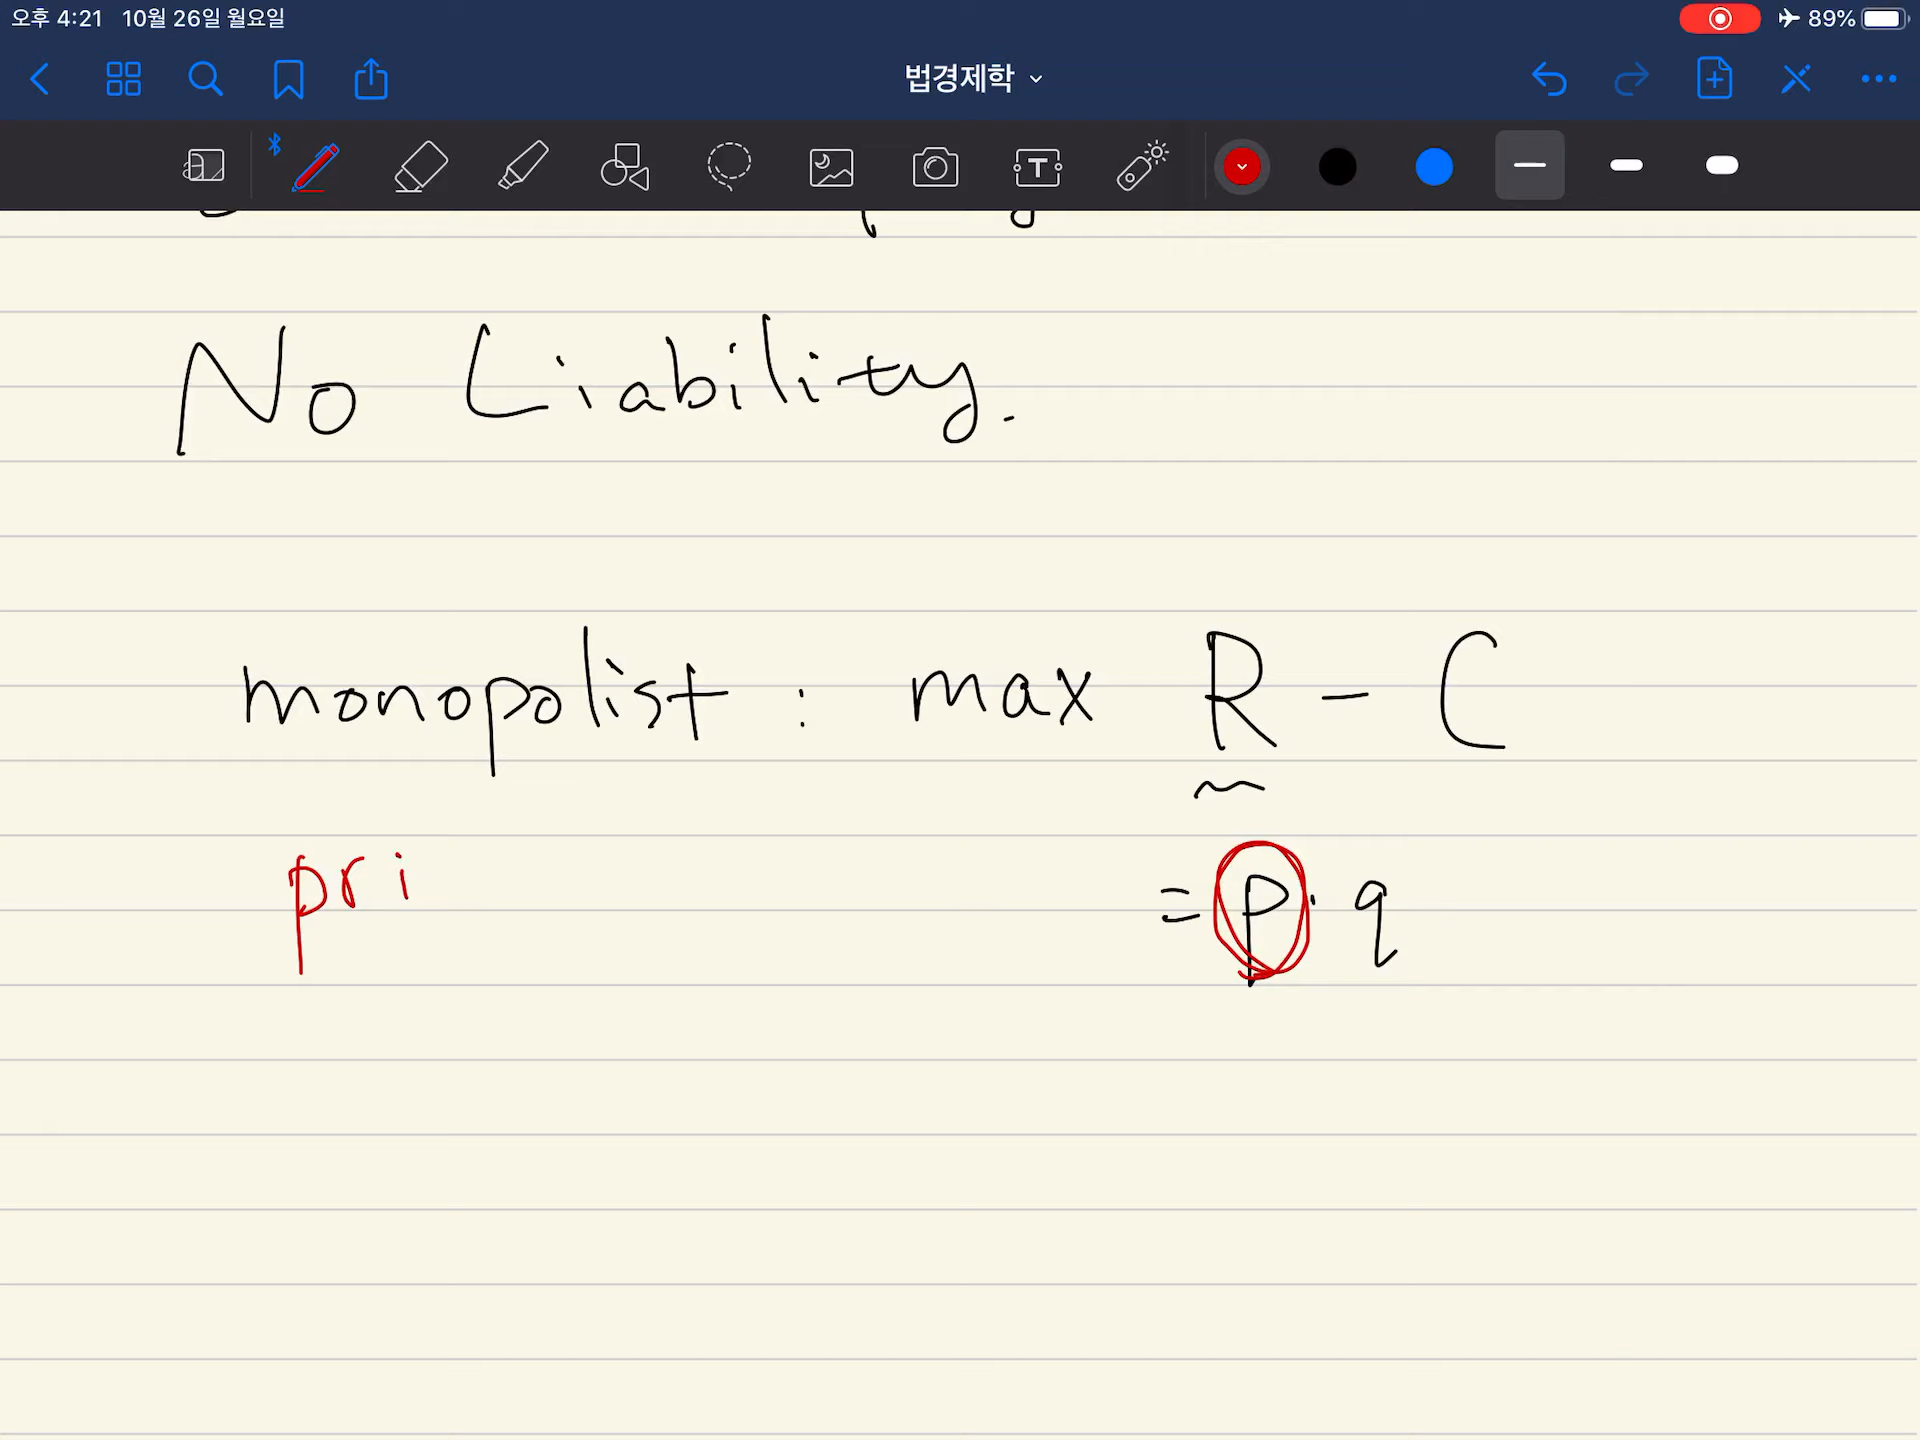 오후 4:21 10월 26일 월요일
89%
법경제학
No Liability.
monopolist : max R - C
pri = p · q